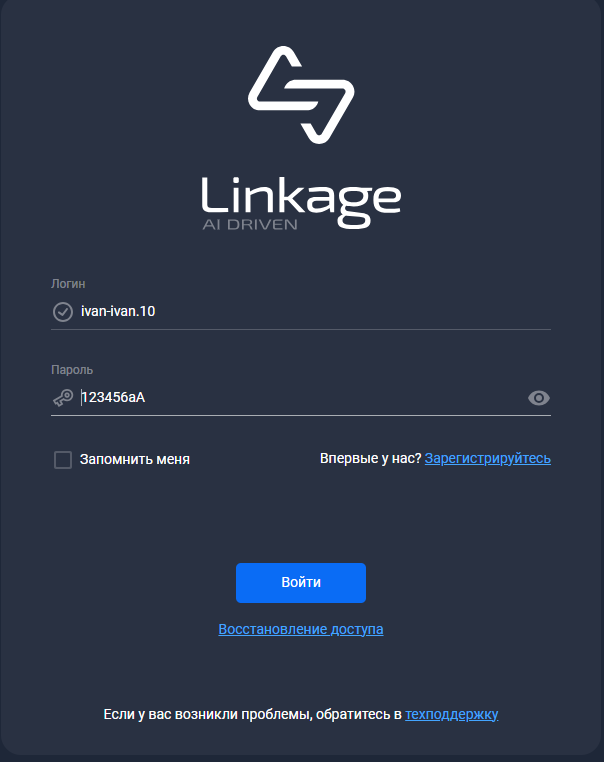 Linkage
AI DRIVEN
Логин
ivan-ivan.10
Пароль
123456aA
Запомнить меня
Впервые у нас? Зарегистрируйтесь
Войти
Восстановление доступа
Если у вас возникли проблемы, обратитесь в техподдержку